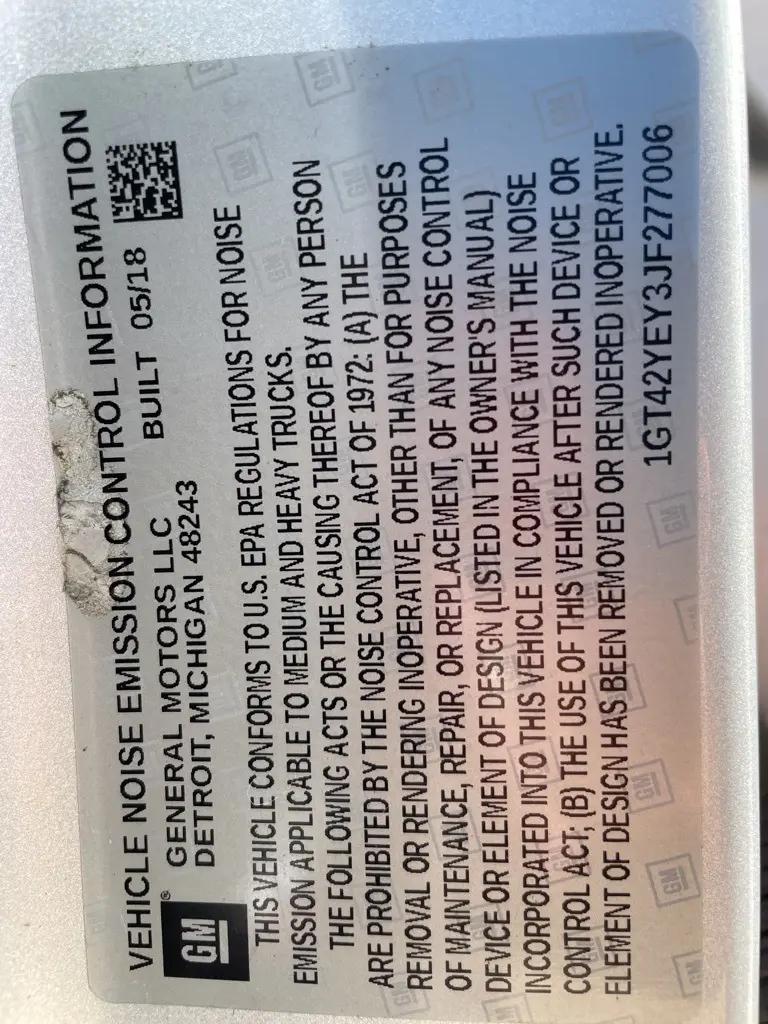 VEHICLE NOISE EMISSION CONTROL INFORMATION
GM®
GENERAL MOTORS LLC BUILT 05/18
DETROIT, MICHIGAN 48243
THIS VEHICLE CONFORMS TO U.S. EPA REGULATIONS FOR NOISE
EMISSION APPLICABLE TO MEDIUM AND HEAVY TRUCKS.
THE FOLLOWING ACTS OR THE CAUSING THEREOF BY ANY PERSON
ARE PROHIBITED BY THE NOISE CONTROL ACT OF 1972: (A) THE
REMOVAL OR RENDERING INOPERATIVE, OTHER THAN FOR PURPOSES
OF MAINTENANCE, REPAIR, OR REPLACEMENT, OF ANY NOISE CONTROL
DEVICE OR ELEMENT OF DESIGN (LISTED IN THE OWNER'S MANUAL)
INCORPORATED INTO THIS VEHICLE IN COMPLIANCE WITH THE NOISE
CONTROL ACT; (B) THE USE OF THIS VEHICLE AFTER SUCH DEVICE OR
ELEMENT OF DESIGN HAS BEEN REMOVED OR RENDERED INOPERATIVE.
1GT42YEY3JF277006